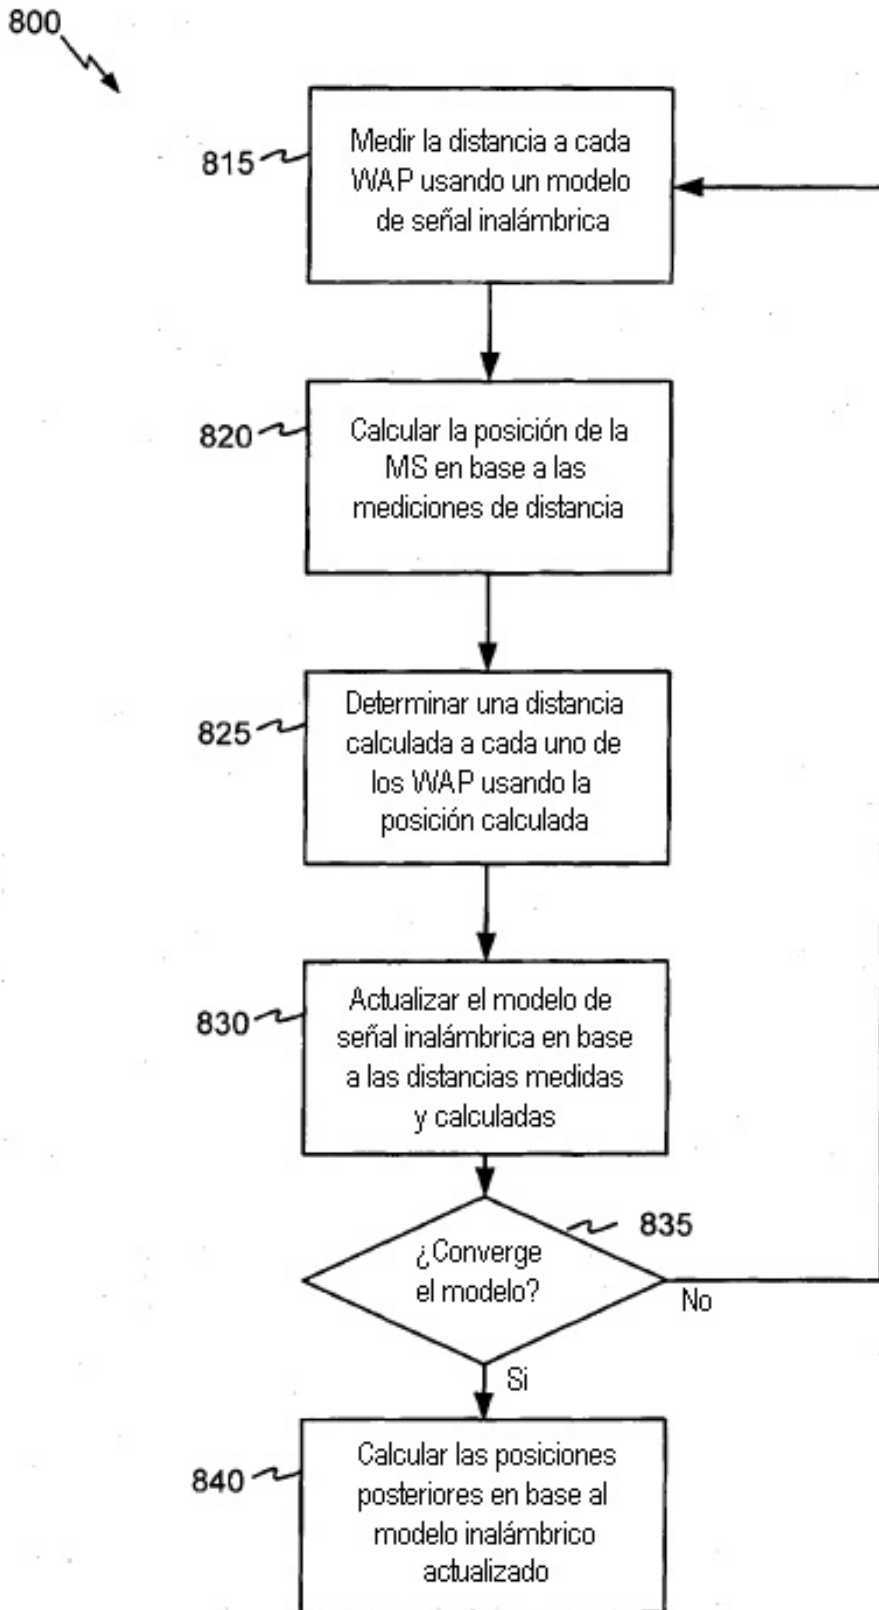 800
815
Medir la distancia a cada
WAP usando un modelo
de señal inalámbrica
820
Calcular la posición de la
MS en base a las
mediciones de distancia
825
Determinar una distancia
calculada a cada uno de
los WAP usando la
posición calculada
830
Actualizar el modelo de
señal inalámbrica en base
a las distancias medidas
y calculadas
835
¿Converge
el modelo?
No
Si
840
Calcular las posiciones
posteriores en base al
modelo inalámbrico
actualizado